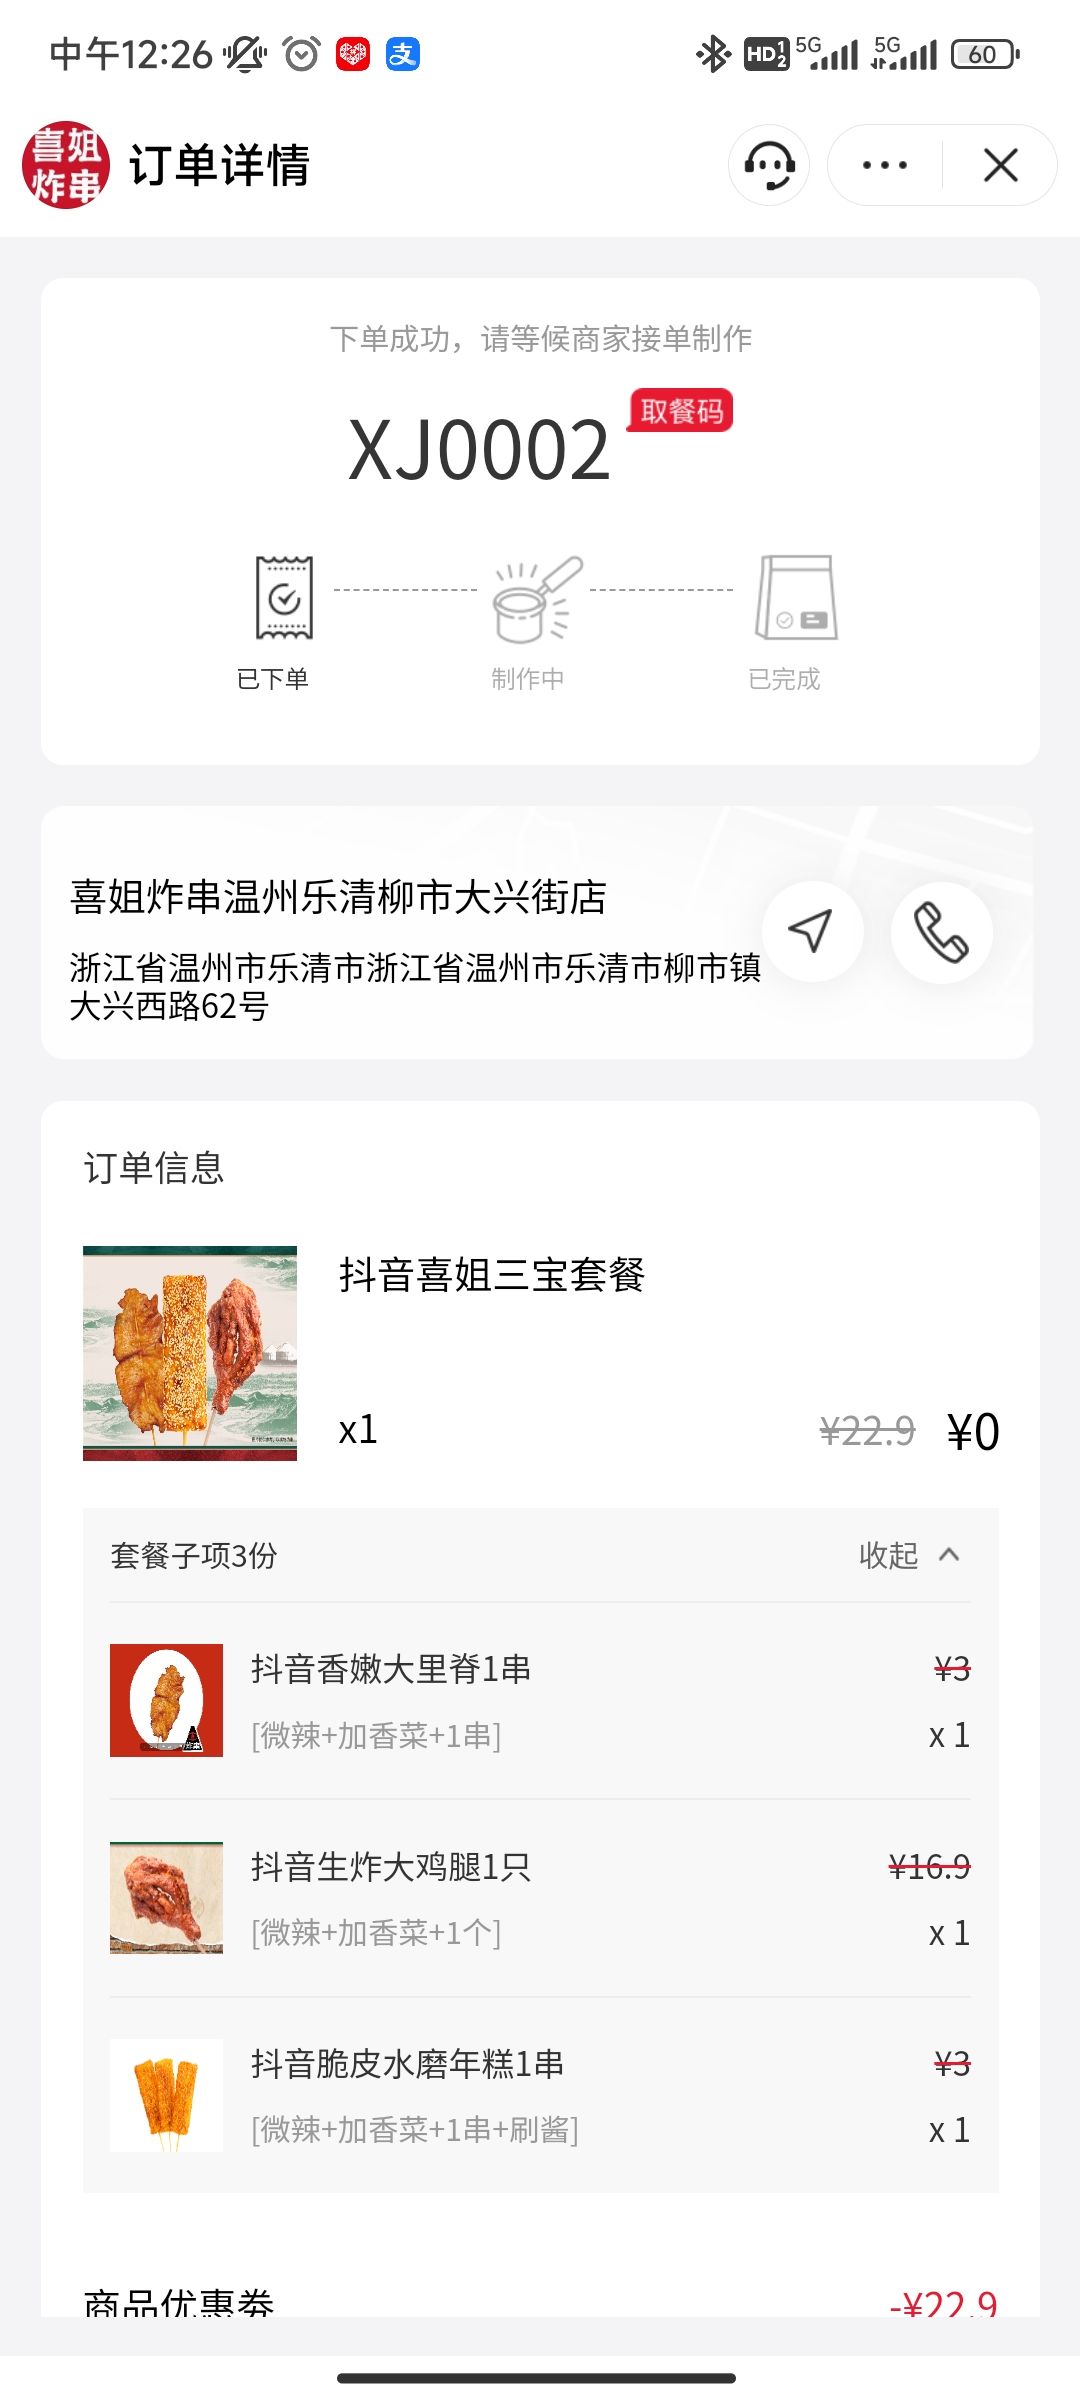 中午12:26
HD 1 2 5G 5G 60
喜姐炸串 订单详情
下单成功，请等候商家接单制作
XJ0002 取餐码
已下单 制作中 已完成
喜姐炸串温州乐清柳市大兴街店
浙江省温州市乐清市浙江省温州市乐清市柳市镇
大兴西路62号
订单信息
抖音喜姐三宝套餐
x1 ¥22.9 ¥0
套餐子项3份 收起
抖音香嫩大里脊1串 ¥3
[微辣+加香菜+1串] x 1
抖音生炸大鸡腿1只 ¥16.9
[微辣+加香菜+1个] x 1
抖音脆皮水磨年糕1串 ¥3
[微辣+加香菜+1串+刷酱] x 1
商品优惠券 -¥22.9